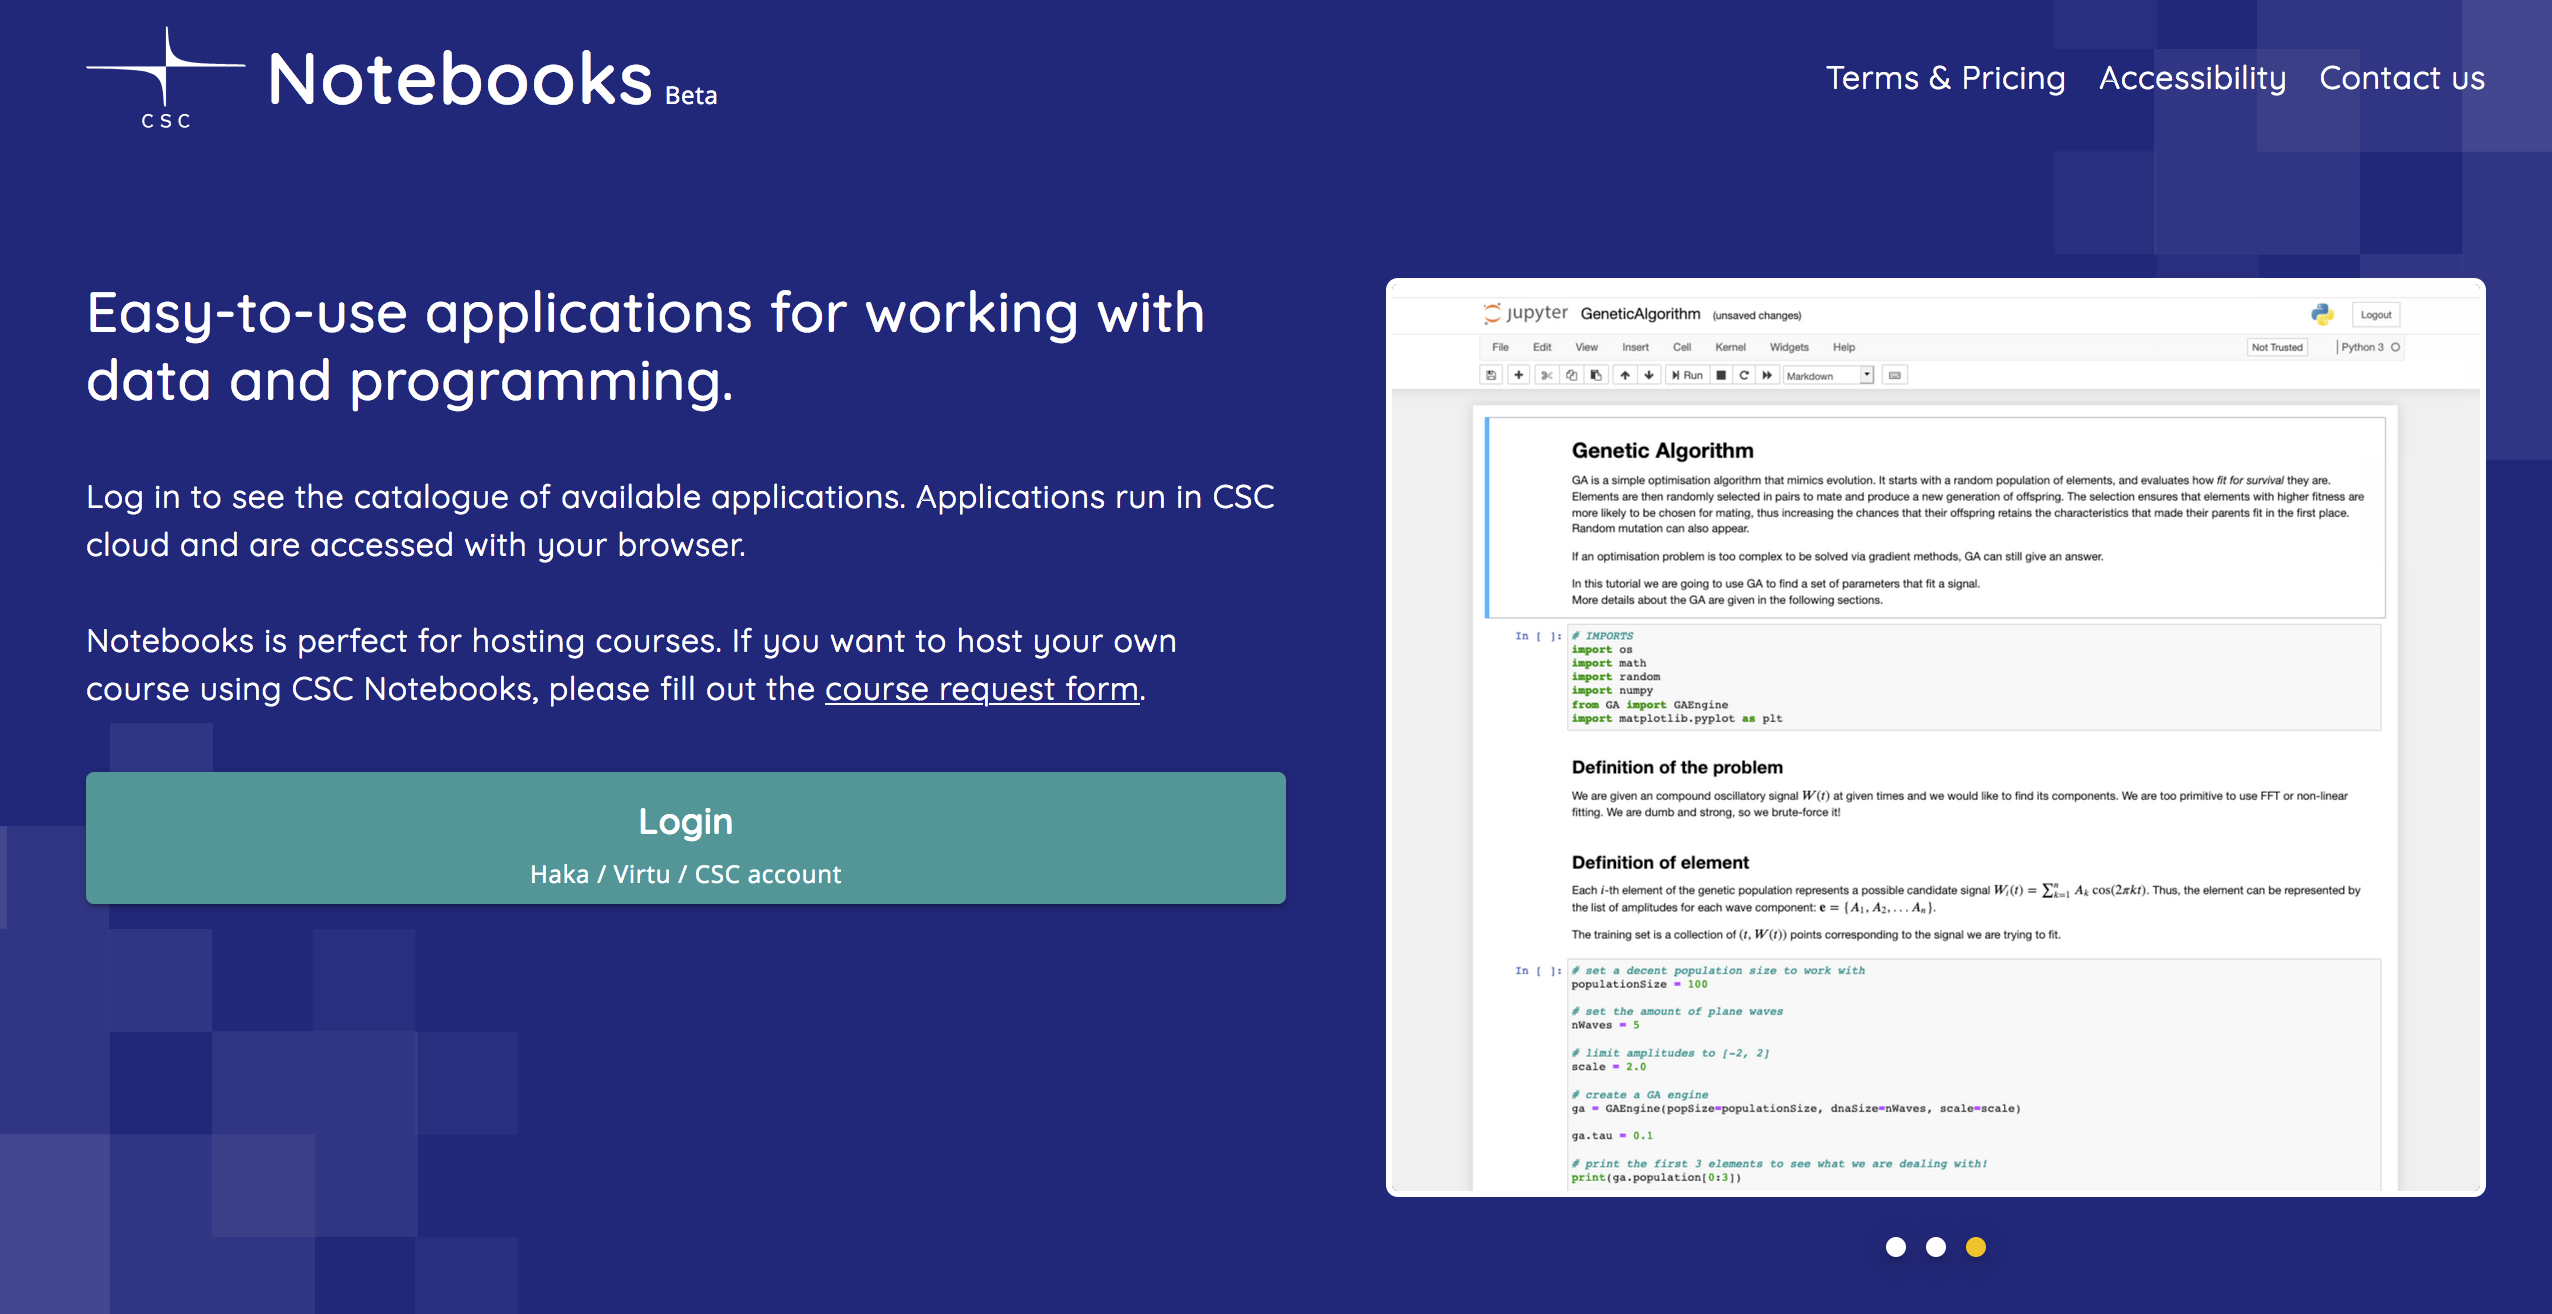 CSC
Notebooks Beta
Terms & Pricing Accessibility Contact us
Easy-to-use applications for working with
data and programming.
Log in to see the catalogue of available applications. Applications run in CSC
cloud and are accessed with your browser.
Notebooks is perfect for hosting courses. If you want to host your own
course using CSC Notebooks, please fill out the course request form.
Login
Haka / Virtu / CSC account
jupyter GeneticAlgorithm (unsaved changes) Logout
File Edit View Insert Cell Kernel Widgets Help Not Trusted Python 3
Run Markdown
Genetic Algorithm
GA is a simple optimisation algorithm that mimics evolution. It starts with a random population of elements, and evaluates how fit for survival they are.
Elements are then randomly selected in pairs to mate and produce a new generation of offspring. The selection ensures that elements with higher fitness are
more likely to be chosen for mating, thus increasing the chances that their offspring retains the characteristics that made their parents fit in the first place.
Random mutation can also appear.
If an optimisation problem is too complex to be solved via gradient methods, GA can still give an answer.
In this tutorial we are going to use GA to find a set of parameters that fit a signal.
More details about the GA are given in the following sections.
In [ ]: # IMPORTS
import os
import math
import random
import numpy
from GA import GAEngine
import matplotlib.pyplot as plt
Definition of the problem
We are given an compound oscillatory signal W(t) at given times and we would like to find its components. We are too primitive to use FFT or non-linear
fitting. We are dumb and strong, so we brute-force it!
Definition of element
Each i-th element of the genetic population represents a possible candidate signal Wᵢ(t) = ∑ⁿₖ₌₁ Aₖ cos(2πkt). Thus, the element can be represented by
the list of amplitudes for each wave component: e = {A₁, A₂, . . . Aₙ}.
The training set is a collection of (t, W(t)) points corresponding to the signal we are trying to fit.
In [ ]: # set a decent population size to work with
populationSize = 100
# set the amount of plane waves
nWaves = 5
# limit amplitudes to [-2, 2]
scale = 2.0
# create a GA engine
ga = GAEngine(popSize=populationSize, dnaSize=nWaves, scale=scale)
ga.tau = 0.1
# print the first 3 elements to see what we are dealing with!
print(ga.population[0:3])